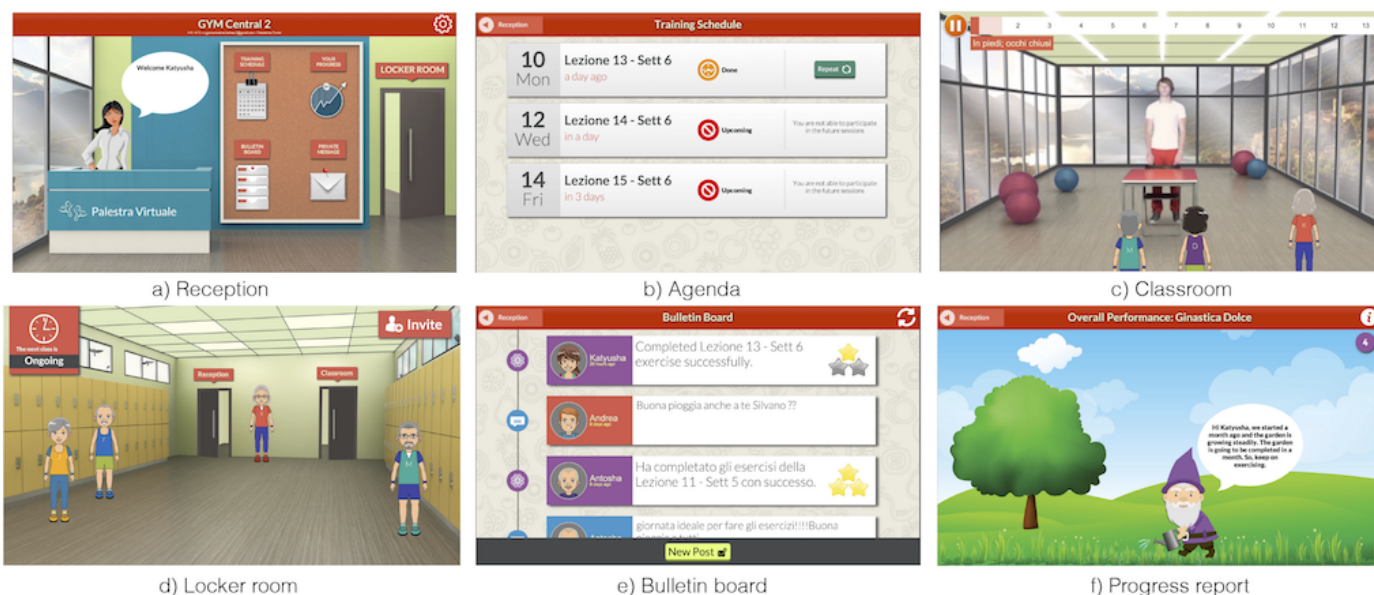 GYM Central 2
Welcome Katyusha
TRAINING
SCHEDULE
YOUR
PROGRESS
BULLETIN
BOARD
PRIVATE
MESSAGE
LOCKER ROOM
Palestra Virtuale
a) Reception
Reception
Training Schedule
10
Mon
Lezione 13 - Sett 6
a day ago
Done
Repeat
12
Wed
Lezione 14 - Sett 6
in a day
Upcoming
You are not able to participate
in the future sessions
14
Fri
Lezione 15 - Sett 6
in 3 days
Upcoming
You are not able to participate
in the future sessions
b) Agenda
2 3 4 5 6 7 8 9 10 11 12 13
In piedi; occhi chiusi
M
D
K
c) Classroom
The next class is
Ongoing
Invite
Reception
Classroom
M
d) Locker room
Reception
Bulletin Board
Katyusha
Completed Lezione 13 - Sett 6
exercise successfully.
Andrea
Buona pioggia anche a te Silvano ??
Antosha
Ha completato gli esercisi della
Lezione 11 - Sett 5 con successo.
giornata ideale per fare gli esercizi!!!!Buona
New Post
e) Bulletin board
Reception
Overall Performance: Ginastica Dolce
i
4
Hi Katyusha, we started a
month ago and the garden is
growing steadily. The garden
is going to be completed in a
month. So, keep on
exercising.
f) Progress report